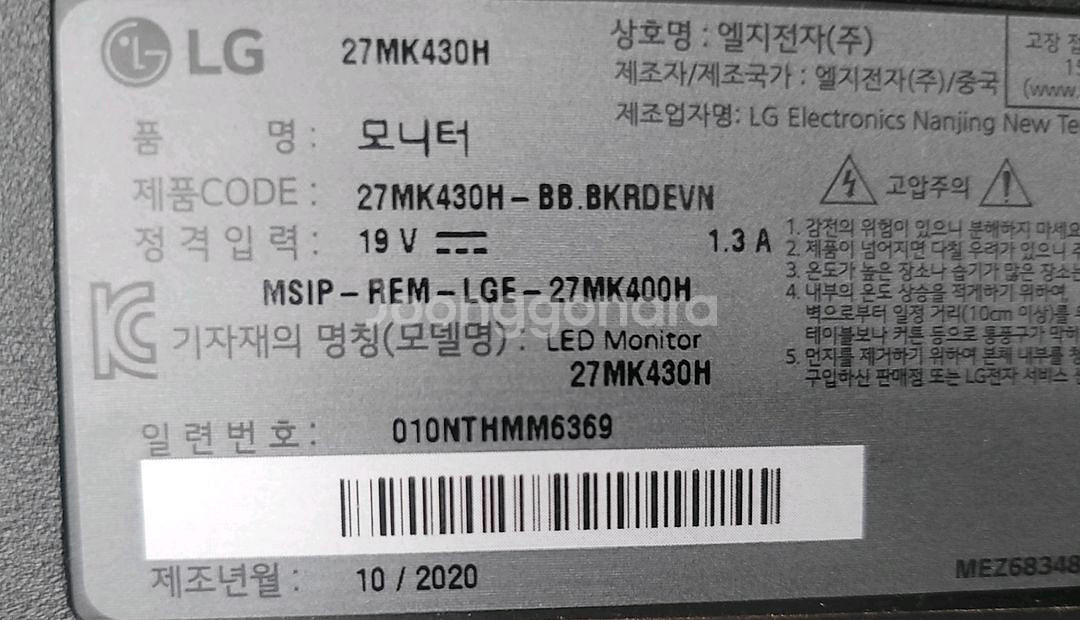 LG 27MK430H
상호명 : 엘지전자(주)
제조자/제조국가 : 엘지전자(주)/중국
제조업자명: LG Electronics Nanjing New Te
고장
(www.
품 명 : 모니터
제품CODE : 27MK430H-BB.BKRDEVN
정격입력 : 19 V 1.3 A
MSIP-REM-LGE-27MK400H
기자재의 명칭(모델명) : LED Monitor
27MK430H
일련번호 : 010NTHMM6369
제조년월 : 10 / 2020
고압주의
1. 감전의 위험이 있으니 분해하지 마세요
2. 제품이 넘어지면 다칠 우려가 있으니
3. 온도가 높은 장소나 습기가 많은 장소는
4. 내부의 온도 상승을 적게하기 위하여
벽으로부터 일정 거리(10cm 이상)를
테이블보나 커튼 등으로 통풍구가 막히
5. 먼지를 제거하기 위하여 본체 내부를
구입하신 판매점 또는 LG전자 서비스
MEZ68348
Joonggonara